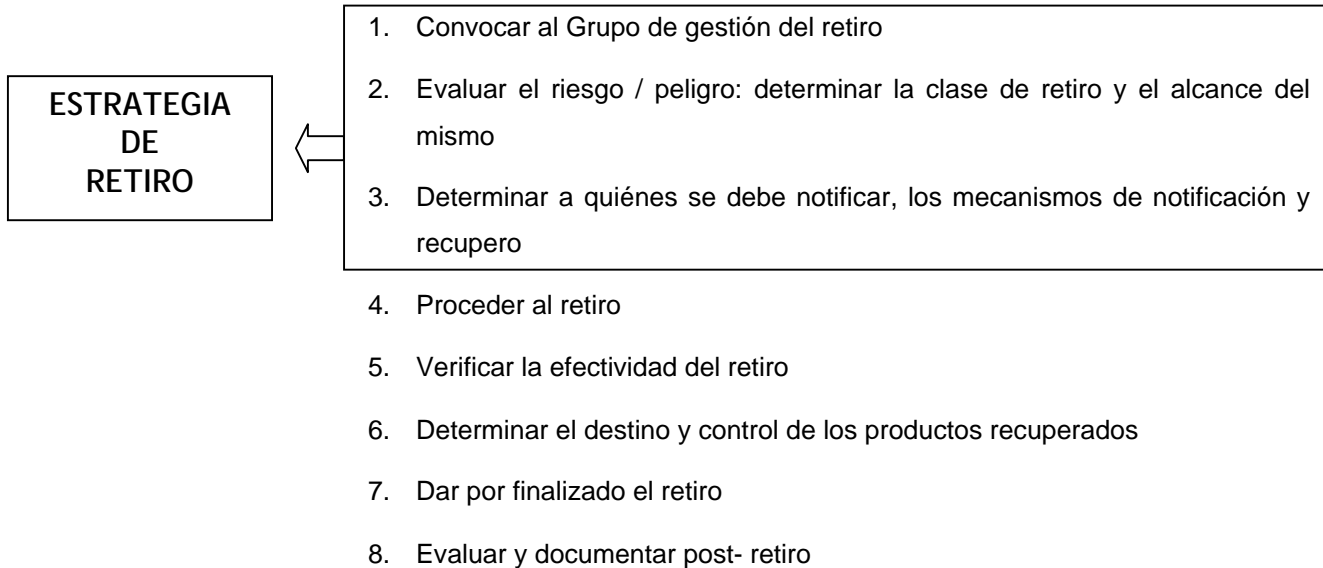 ESTRATEGIA
DE
RETIRO
1. Convocar al Grupo de gestión del retiro
2. Evaluar el riesgo / peligro: determinar la clase de retiro y el alcance del
mismo
3. Determinar a quiénes se debe notificar, los mecanismos de notificación y
recupero
4. Proceder al retiro
5. Verificar la efectividad del retiro
6. Determinar el destino y control de los productos recuperados
7. Dar por finalizado el retiro
8. Evaluar y documentar post- retiro